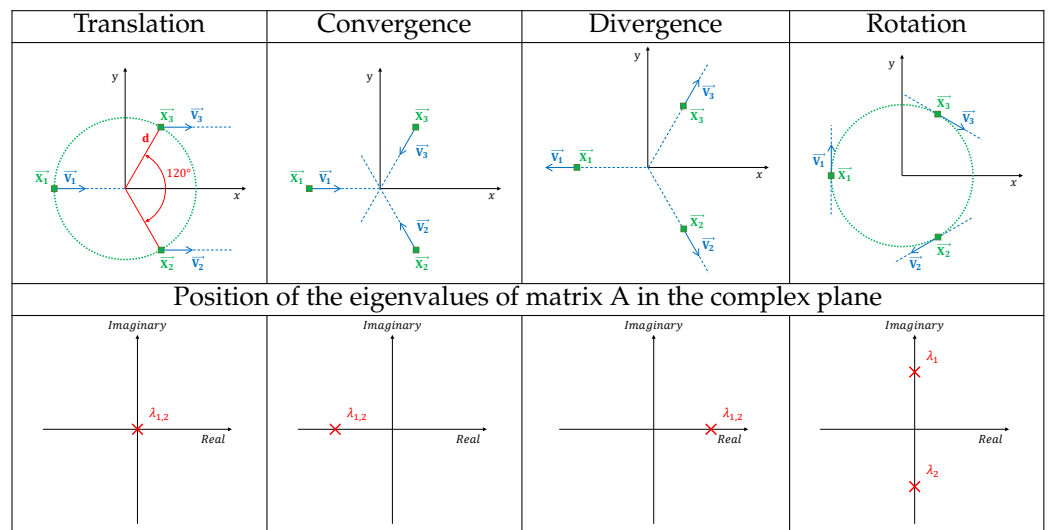 Translation Convergence Divergence Rotation
y
X₃ V₃
d
120°
X₁ V₁
x
X₂ V₂
y
X₃
V₃
X₁ V₁
x
V₂
X₂
y
V₃
X₃
V₁ X₁
x
X₂
V₂
y
X₃
V₃
V₁
X₁
x
X₂
V₂
Position of the eigenvalues of matrix A in the complex plane
Imaginary
λ₁,₂
Real
Imaginary
λ₁,₂
Real
Imaginary
λ₁,₂
Real
Imaginary
λ₁
Real
λ₂